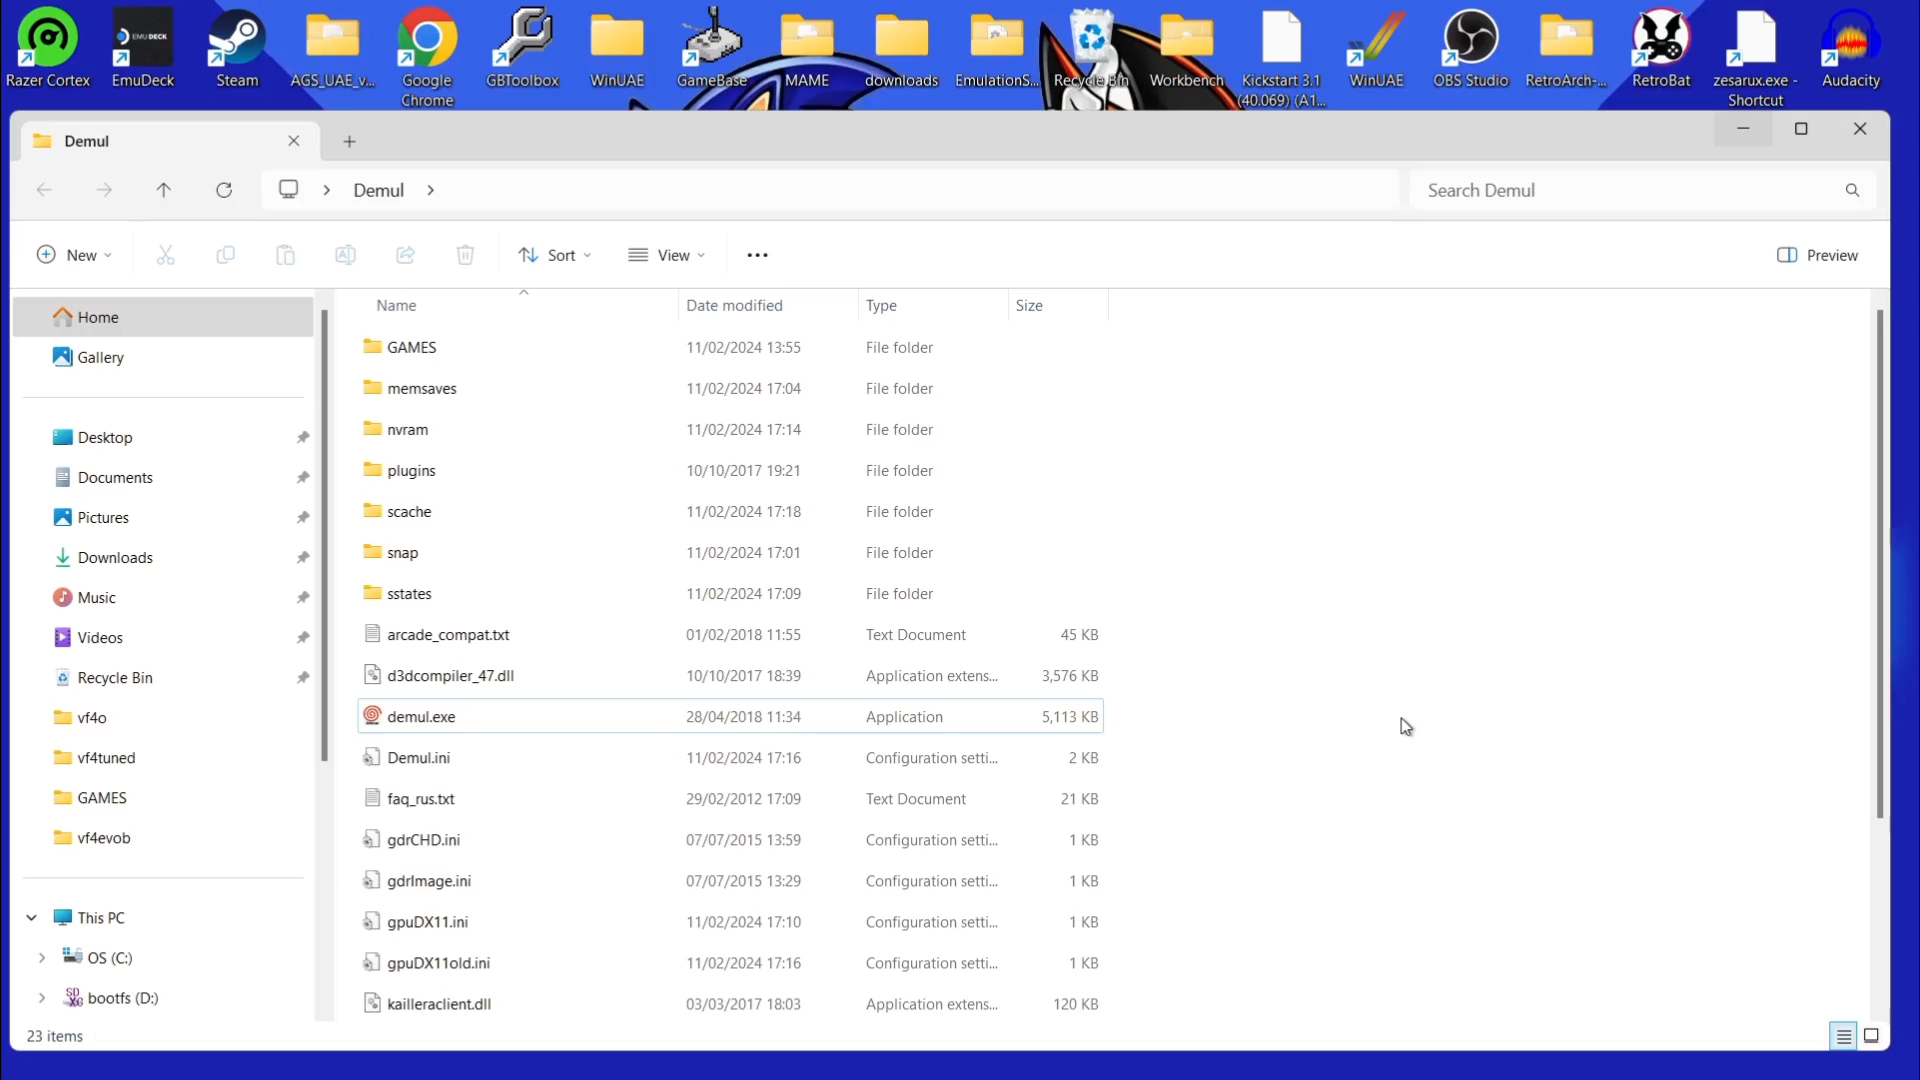 Razer Cortex
EmuDeck
Steam
AGS_UAE_v...
Google
Chrome
GBToolbox
WinUAE
GameBase
MAME
downloads
EmulationS...
Recycle Bin
Workbench
Kickstart 3.1
(40.069) (A1...
WinUAE
OBS Studio
RetroArch-...
RetroBat
zesarux.exe -
Shortcut
Audacity
EMUDECK
Demul
Demul
Search Demul
New
Sort
View
Preview
Name
Date modified
Type
Size
Home
Gallery
Desktop
Documents
Pictures
Downloads
Music
Videos
Recycle Bin
vf4o
vf4tuned
GAMES
vf4evob
This PC
OS (C:)
bootfs (D:)
GAMES 11/02/2024 13:55 File folder
memsaves 11/02/2024 17:04 File folder
nvram 11/02/2024 17:14 File folder
plugins 10/10/2017 19:21 File folder
scache 11/02/2024 17:18 File folder
snap 11/02/2024 17:01 File folder
sstates 11/02/2024 17:09 File folder
arcade_compat.txt 01/02/2018 11:55 Text Document 45 KB
d3dcompiler_47.dll 10/10/2017 18:39 Application extens... 3,576 KB
demul.exe 28/04/2018 11:34 Application 5,113 KB
Demul.ini 11/02/2024 17:16 Configuration setti... 2 KB
faq_rus.txt 29/02/2012 17:09 Text Document 21 KB
gdrCHD.ini 07/07/2015 13:59 Configuration setti... 1 KB
gdrImage.ini 07/07/2015 13:29 Configuration setti... 1 KB
gpuDX11.ini 11/02/2024 17:10 Configuration setti... 1 KB
gpuDX11old.ini 11/02/2024 17:16 Configuration setti... 1 KB
kailleraclient.dll 03/03/2017 18:03 Application extens... 120 KB
23 items